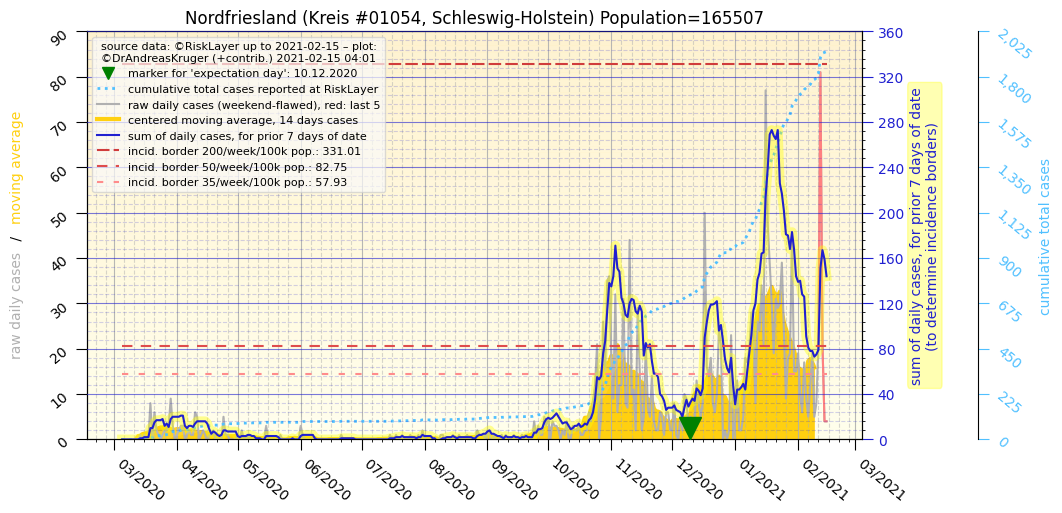 Nordfriesland (Kreis #01054, Schleswig-Holstein) Population=165507
source data: ©RiskLayer up to 2021-02-15 – plot:
©DrAndreasKruger (+contrib.) 2021-02-15 04:01
marker for 'expectation day': 10.12.2020
cumulative total cases reported at RiskLayer
raw daily cases (weekend-flawed), red: last 5
centered moving average, 14 days cases
sum of daily cases, for prior 7 days of date
incid. border 200/week/100k pop.: 331.01
incid. border 50/week/100k pop.: 82.75
incid. border 35/week/100k pop.: 57.93
raw daily cases / moving average
90
80
70
60
50
40
30
20
10
0
03/2020
04/2020
05/2020
06/2020
07/2020
08/2020
09/2020
10/2020
11/2020
12/2020
01/2021
02/2021
03/2021
360
320
280
240
200
160
120
80
40
0
sum of daily cases, for prior 7 days of date
(to determine incidence borders)
2,025
1,800
1,575
1,350
1,125
900
675
450
225
0
cumulative total cases